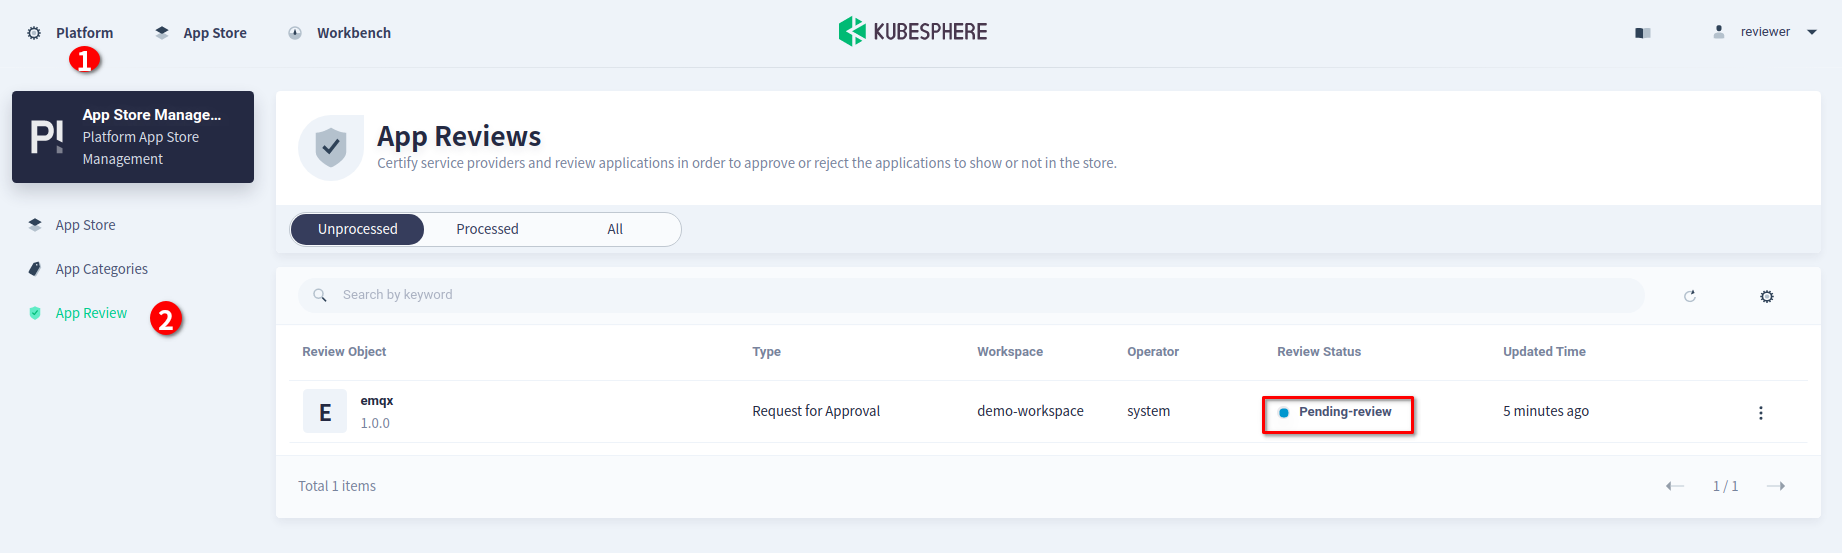 Platform
App Store
Workbench
KUBESPHERE
reviewer
1
P!
App Store Manage...
Platform App Store
Management
App Store
App Categories
App Review
2
App Reviews
Certify service providers and review applications in order to approve or reject the applications to show or not in the store.
Unprocessed
Processed
All
Search by keyword
Review Object
Type
Workspace
Operator
Review Status
Updated Time
E
emqx
1.0.0
Request for Approval
demo-workspace
system
Pending-review
5 minutes ago
Total 1 items
1 / 1